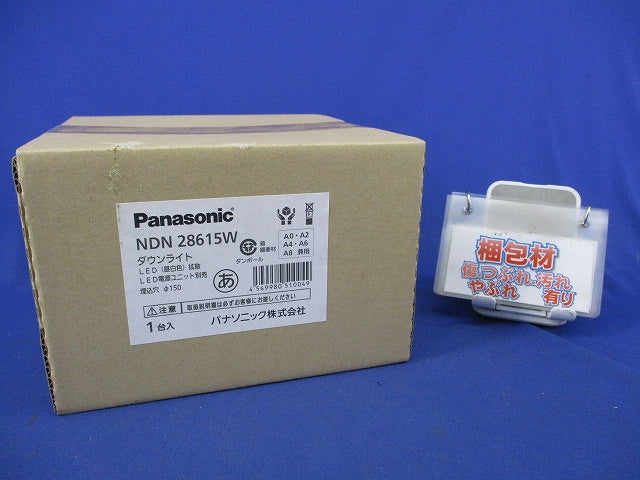 Panasonic
NDN 28615W
ダウンライト
LED（昼白色）拡散
LED電源ユニット別売
埋込穴 φ150
ダンボール
A0・A2
A4・A6
A8 兼用
あ
4549980510049
注意 取扱説明書は必ずお客様にお渡しください
1台入 パナソニック株式会社
梱包材
傷つぶれ・汚れ
やぶれ 有り